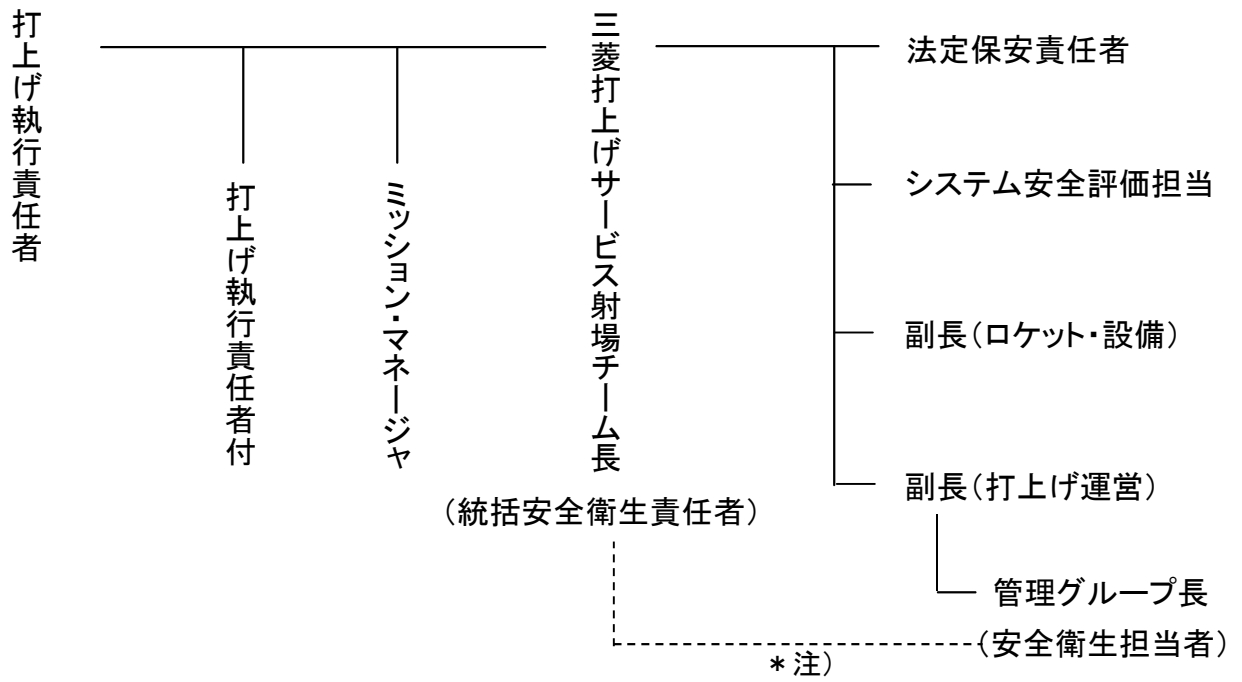 打上げ執行責任者
打上げ執行責任者付
ミッション・マネージャ
三菱打上げサービス射場チーム長
(統括安全衛生責任者)
法定保安責任者
システム安全評価担当
副長(ロケット・設備)
副長(打上げ運営)
管理グループ長
(安全衛生担当者)
*注)